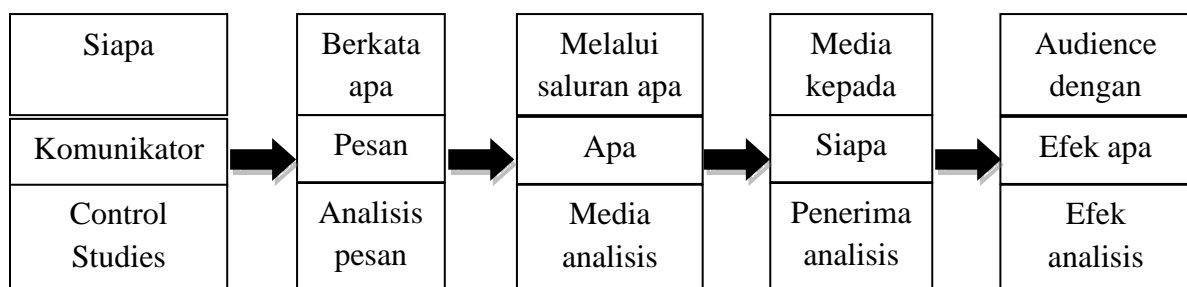 Siapa
Berkata
apa
Melalui
saluran apa
Media
kepada
Audience
dengan
Komunikator
Pesan
Apa
Siapa
Efek apa
Control
Studies
Analisis
pesan
Media
analisis
Penerima
analisis
Efek
analisis